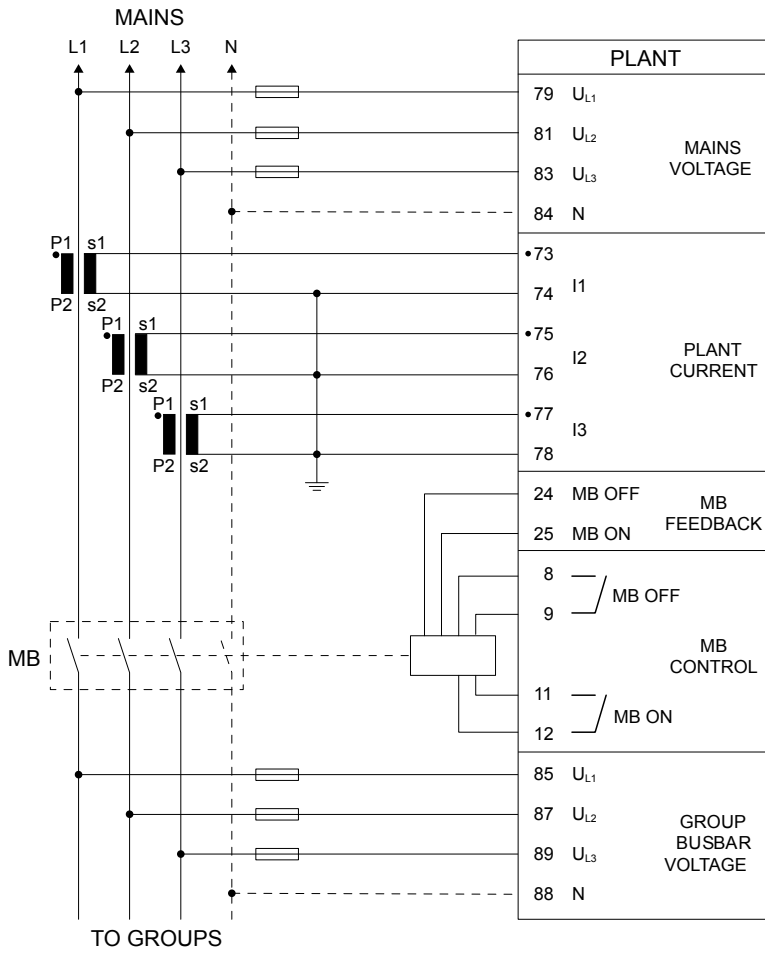 MAINS
L1 L2 L3 N
PLANT
79 UL1
81 UL2
83 UL3
84 N
MAINS
VOLTAGE
P1 s1
P2 s2
P1 s1
P2 s2
P1 s1
P2 s2
73
74
I1
75
76
I2
77
78
I3
PLANT
CURRENT
24 MB OFF
25 MB ON
MB
FEEDBACK
8
9
MB OFF
11
12
MB ON
MB
CONTROL
MB
85 UL1
87 UL2
89 UL3
88 N
GROUP
BUSBAR
VOLTAGE
TO GROUPS